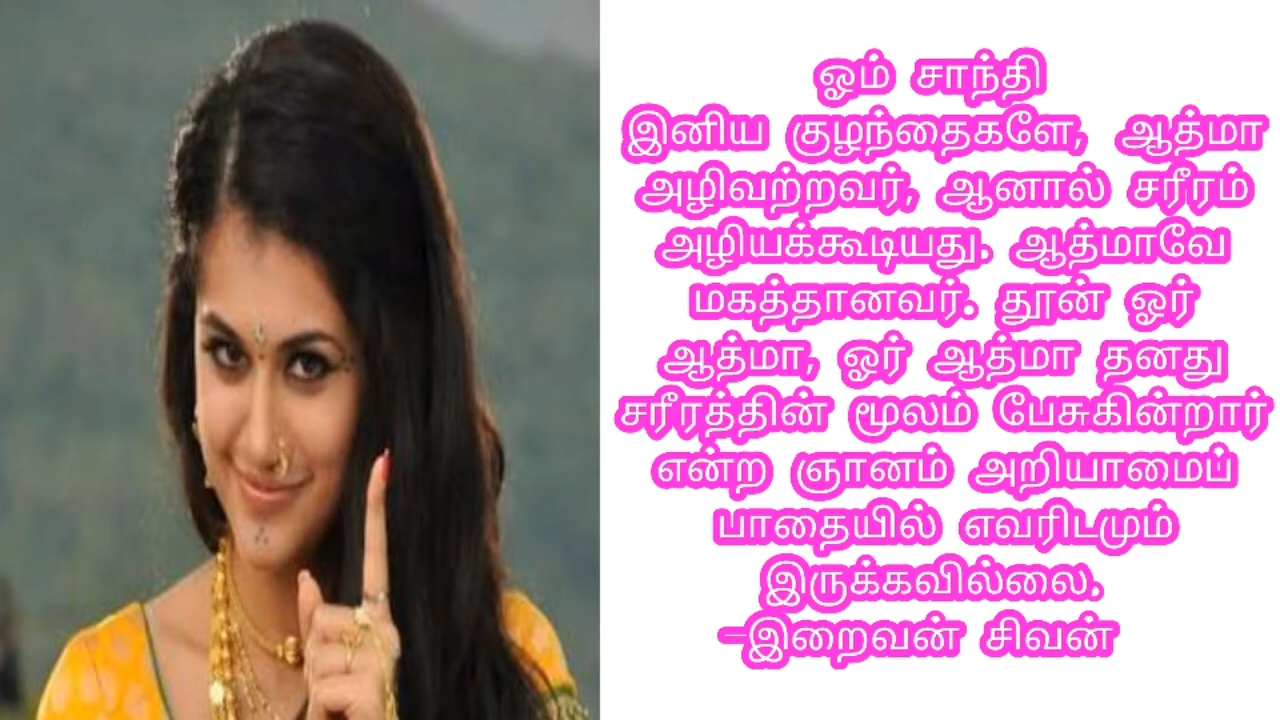 ஓம் சாந்தி
இனிய குழந்தைகளே, ஆத்மா
அழிவற்றவர், ஆனால் சரீரம்
அழியக்கூடியது. ஆத்மாவே
மகத்தானவர். தூன் ஓர்
ஆத்மா, ஓர் ஆத்மா தனது
சரீரத்தின் மூலம் பேசுகின்றார்
என்ற ஞானம் அறியாமைப்
பாதையில் எவரிடமும்
இருக்கவில்லை.
-இறைவன் சிவன்